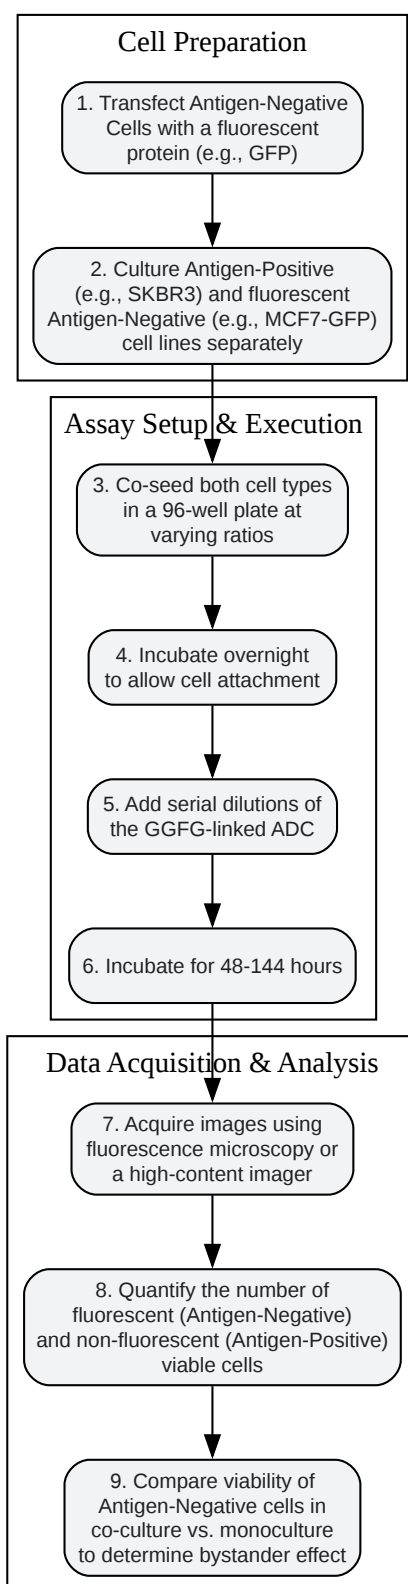 Cell Preparation
1. Transfect Antigen-Negative
Cells with a fluorescent
protein (e.g., GFP)
2. Culture Antigen-Positive
(e.g., SKBR3) and fluorescent
Antigen-Negative (e.g., MCF7-GFP)
cell lines separately
Assay Setup & Execution
3. Co-seed both cell types
in a 96-well plate at
varying ratios
4. Incubate overnight
to allow cell attachment
5. Add serial dilutions of
the GGFG-linked ADC
6. Incubate for 48-144 hours
Data Acquisition & Analysis
7. Acquire images using
fluorescence microscopy or
a high-content imager
8. Quantify the number of
fluorescent (Antigen-Negative)
and non-fluorescent (Antigen-Positive)
viable cells
9. Compare viability of
Antigen-Negative cells in
co-culture vs. monoculture
to determine bystander effect